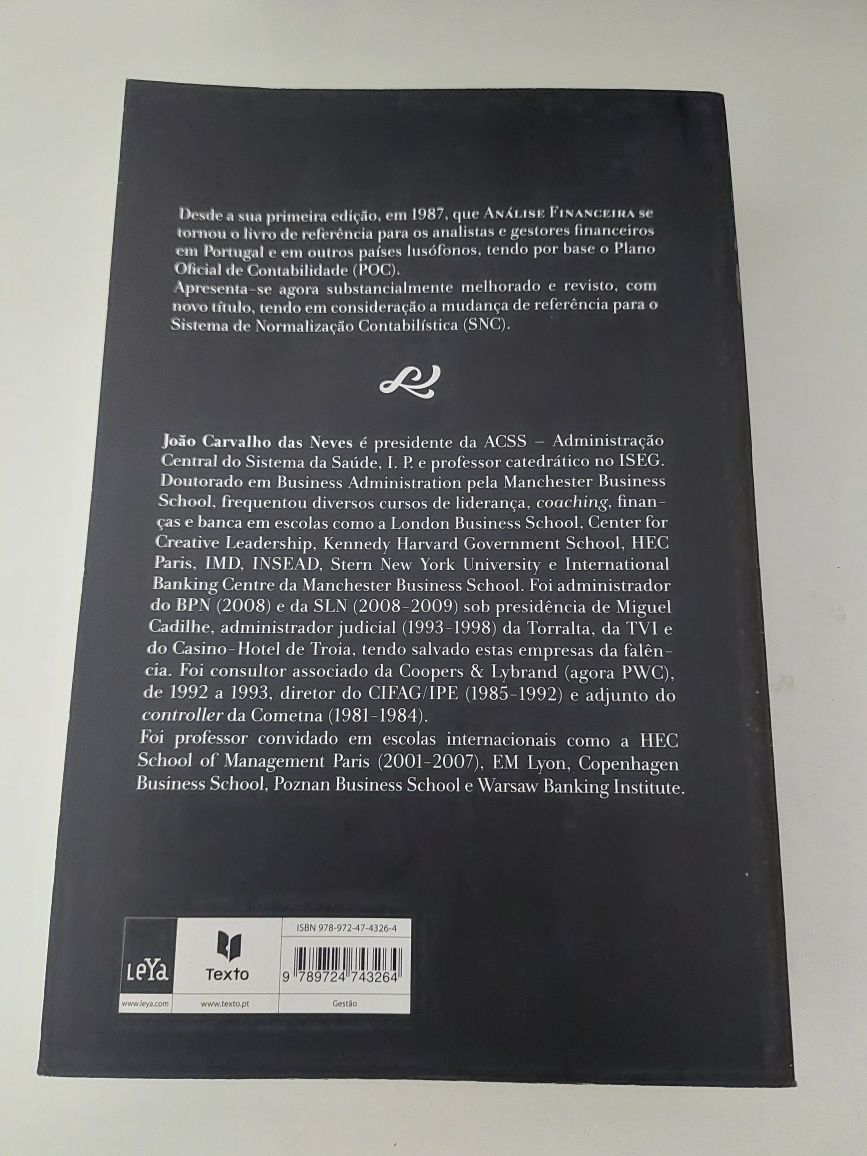 Desde a sua primeira edição, em 1987, que ANÁLISE FINANCEIRA se
tornou o livro de referência para os analistas e gestores financeiros
em Portugal e em outros países lusófonos, tendo por base o Plano
Oficial de Contabilidade (POC).
Apresenta-se agora substancialmente melhorado e revisto, com
novo título, tendo em consideração a mudança de referência para o
Sistema de Normalização Contabilística (SNC).
João Carvalho das Neves é presidente da ACSS – Administração
Central do Sistema da Saúde, I. P. e professor catedrático no ISEG.
Doutorado em Business Administration pela Manchester Business
School, frequentou diversos cursos de liderança, coaching, finan-
ças e banca em escolas como a London Business School, Center for
Creative Leadership, Kennedy Harvard Government School, HEC
Paris, IMD, INSEAD, Stern New York University e International
Banking Centre da Manchester Business School. Foi administrador
do BPN (2008) e da SLN (2008-2009) sob presidência de Miguel
Cadilhe, administrador judicial (1993-1998) da Torralta, da TVI e
do Casino-Hotel de Troia, tendo salvado estas empresas da falên-
cia. Foi consultor associado da Coopers & Lybrand (agora PWC),
de 1992 a 1993, diretor do CIFAG/IPE (1985-1992) e adjunto do
controller da Cometna (1981-1984).
Foi professor convidado em escolas internacionais como a HEC
School of Management Paris (2001-2007), EM Lyon, Copenhagen
Business School, Poznan Business School e Warsaw Banking Institute.
LeYa
www.leya.com
Texto
www.texto.pt
ISBN 978-972-47-4326-4
9 789724 743264
Gestão